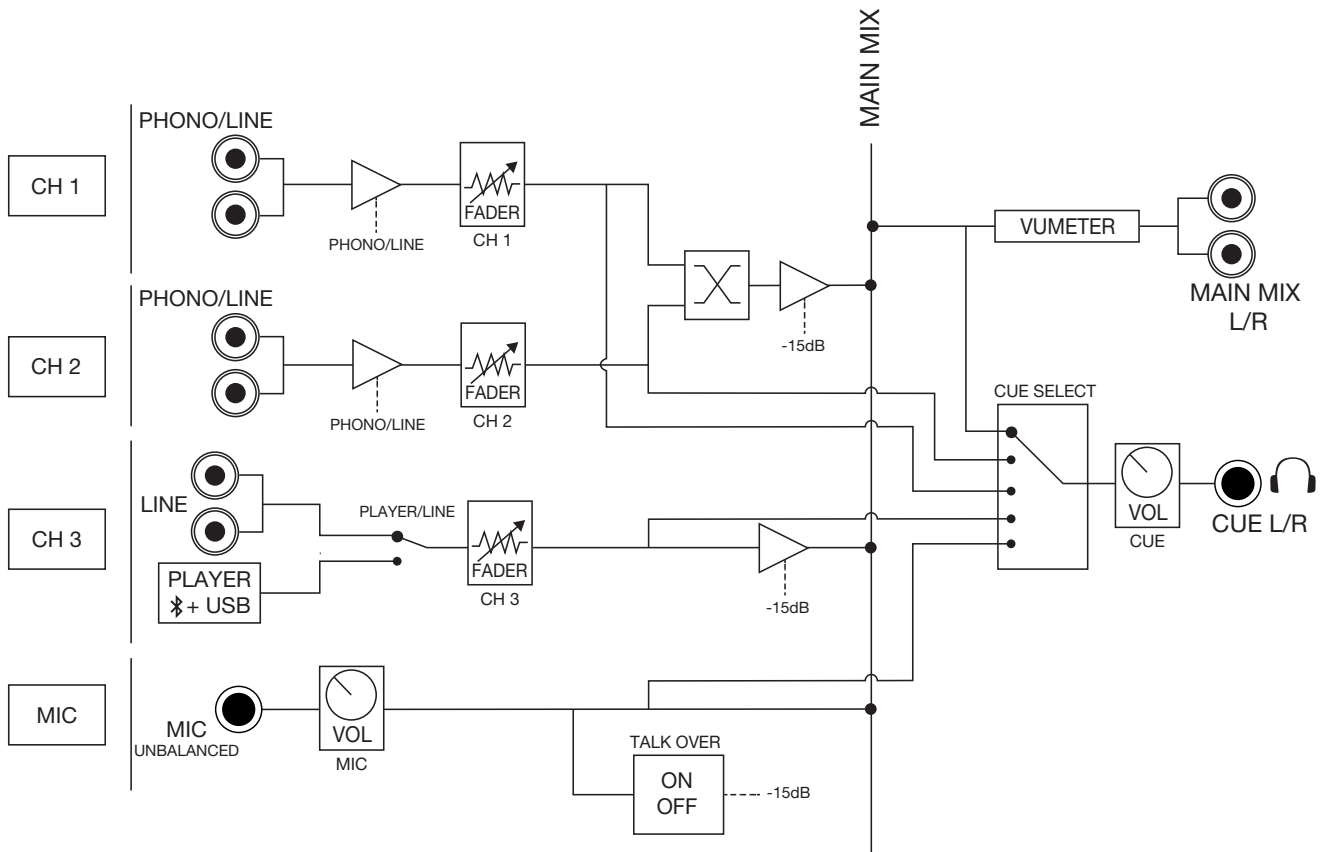 MAIN MIX
CH 1
PHONO/LINE
PHONO/LINE
FADER
CH 1
VUMETER
MAIN MIX
L/R
CH 2
PHONO/LINE
PHONO/LINE
FADER
CH 2
-15dB
CUE SELECT
VOL
CUE
CUE L/R
CH 3
LINE
PLAYER
+ USB
PLAYER/LINE
FADER
CH 3
-15dB
MIC
MIC
UNBALANCED
VOL
MIC
TALK OVER
ON
OFF
-15dB